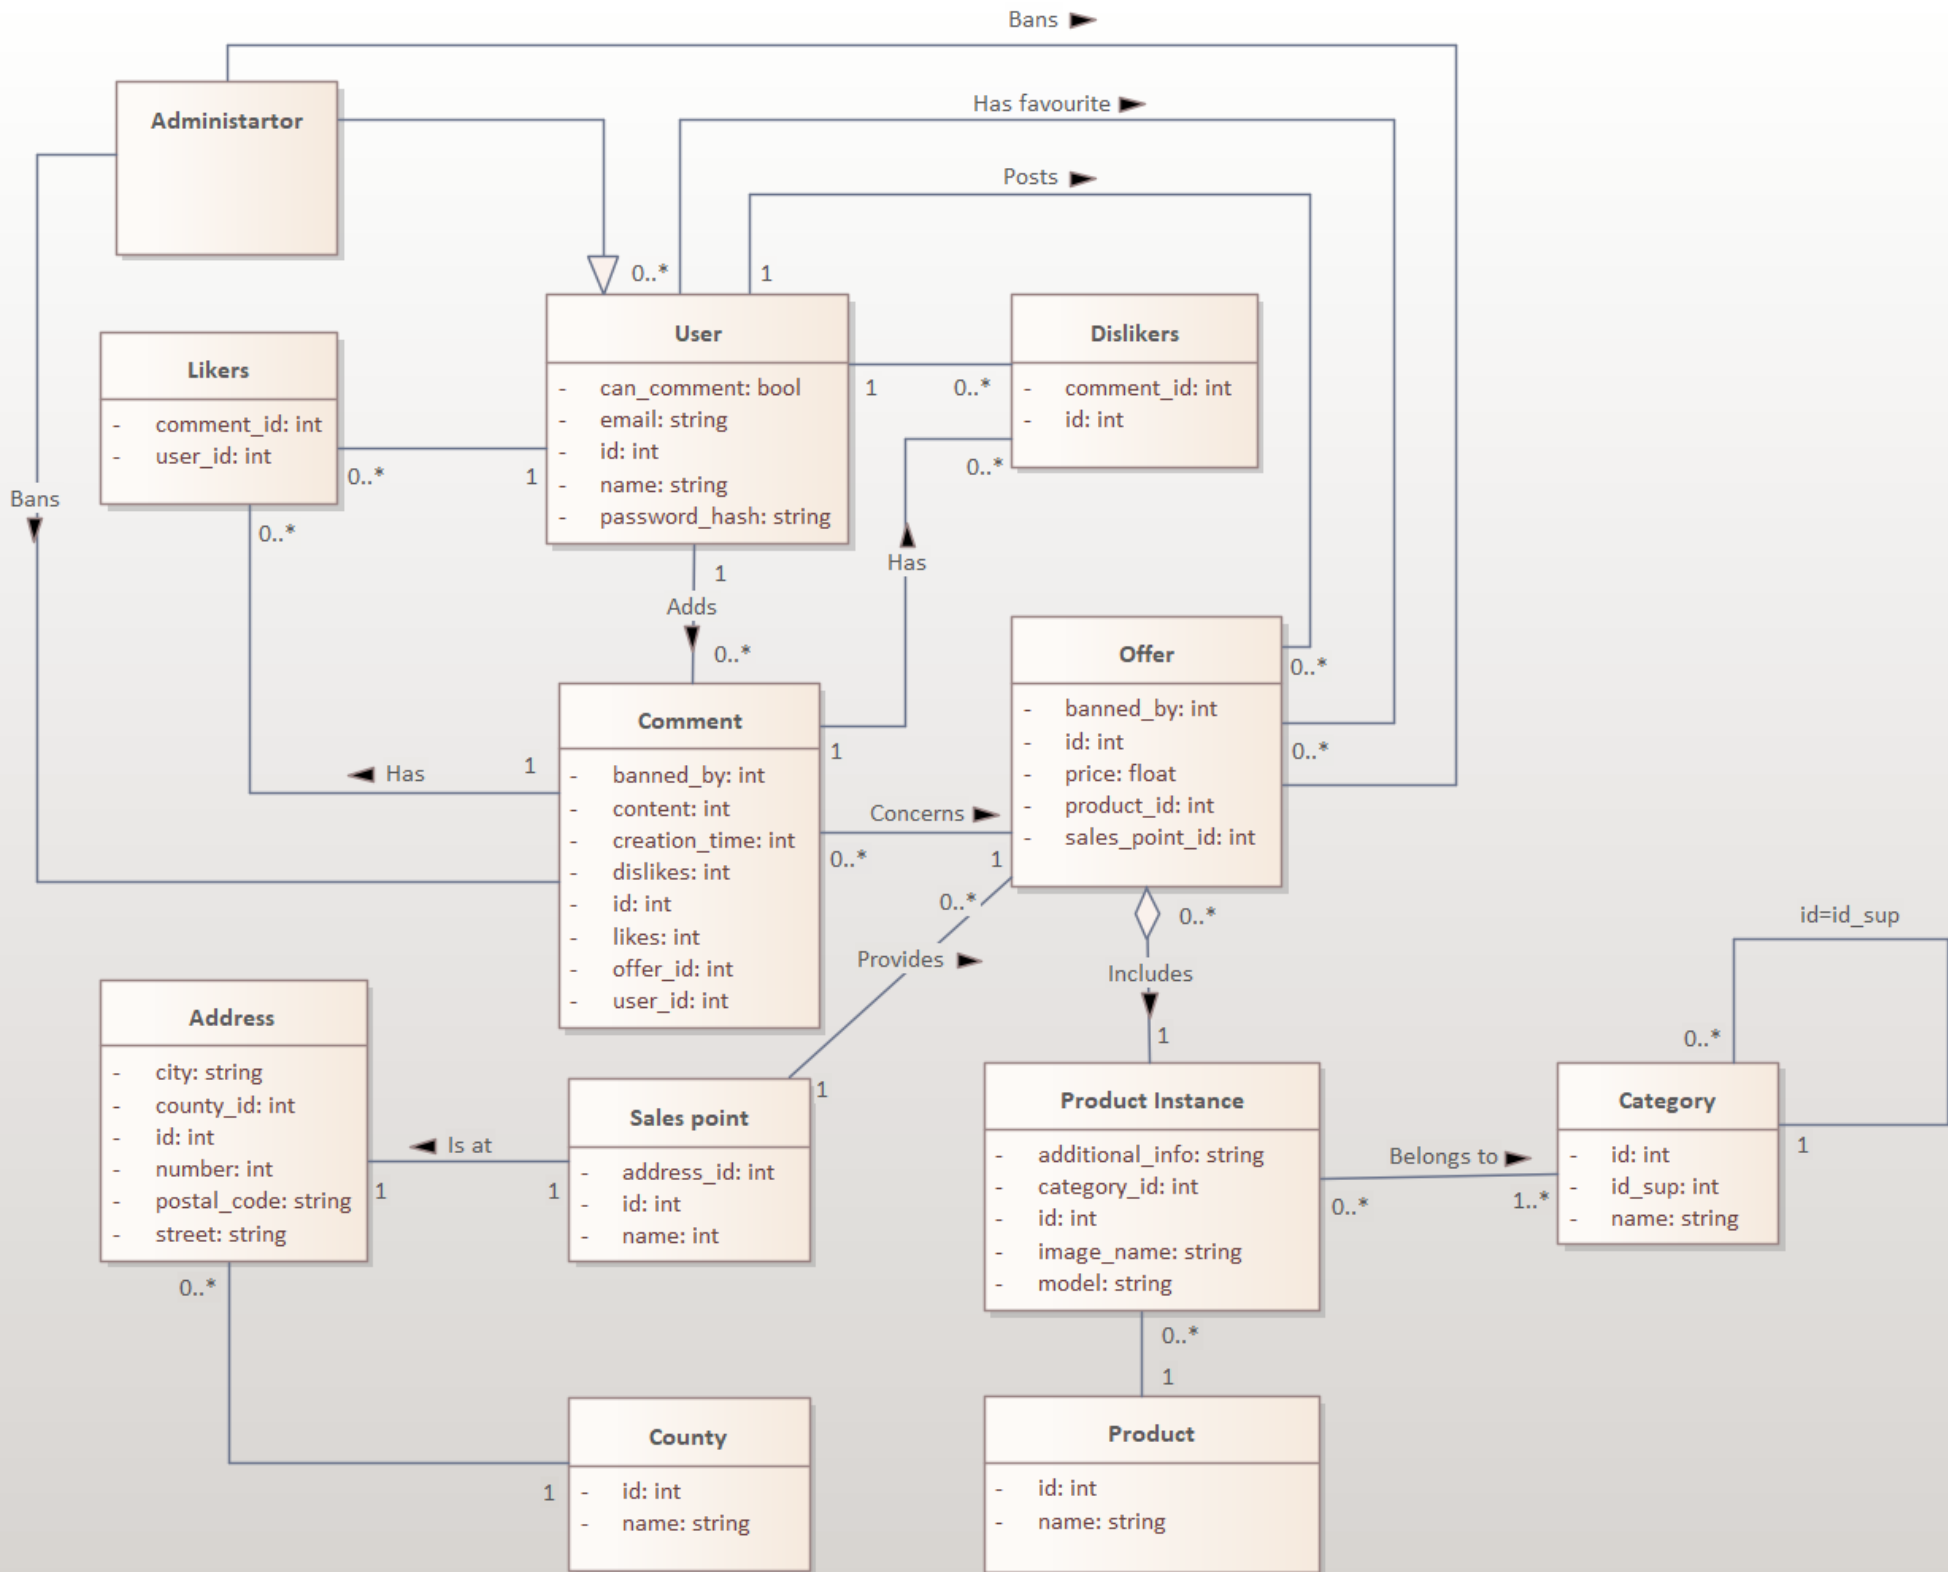 Bans
Administartor
Has favourite
Posts
0..*
1
User
- can_comment: bool
- email: string
- id: int
- name: string
- password_hash: string
Dislikers
- comment_id: int
- id: int
1
0..*
0..*
Likers
- comment_id: int
- user_id: int
0..*
1
0..*
Bans
Has
1
Adds
0..*
Offer
- banned_by: int
- id: int
- price: float
- product_id: int
- sales_point_id: int
0..*
0..*
Comment
- banned_by: int
- content: int
- creation_time: int
- dislikes: int
- id: int
- likes: int
- offer_id: int
- user_id: int
1
Has
1
Concerns
0..*
1
0..*
Provides
0..*
Includes
1
id=id_sup
0..*
Address
- city: string
- county_id: int
- id: int
- number: int
- postal_code: string
- street: string
Is at
1
1
Sales point
- address_id: int
- id: int
- name: int
1
Product Instance
- additional_info: string
- category_id: int
- id: int
- image_name: string
- model: string
Belongs to
0..*
1..*
Category
- id: int
- id_sup: int
- name: string
1
0..*
0..*
1
County
- id: int
- name: string
1
Product
- id: int
- name: string